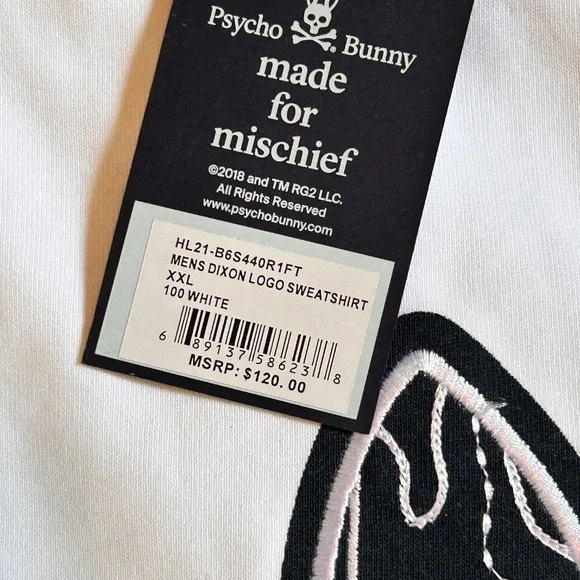 Psycho Bunny
made
for
mischief
©2018 and TM RG2 LLC.
All Rights Reserved
www.psychobunny.com
HL21-B6S440R1FT
MENS DIXON LOGO SWEATSHIRT
XXL
100 WHITE
6 89137 58623 8
MSRP: $120.00